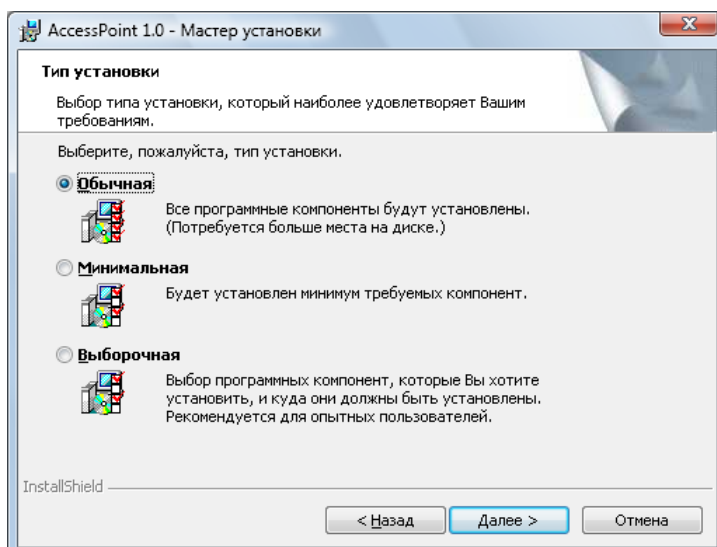 AccessPoint 1.0 - Мастер установки
Тип установки
Выбор типа установки, который наиболее удовлетворяет Вашим
требованиям.
Выберите, пожалуйста, тип установки.
Обычная
Все программные компоненты будут установлены.
(Потребуется больше места на диске.)
Минимальная
Будет установлен минимум требуемых компонент.
Выборочная
Выбор программных компонент, которые Вы хотите
установить, и куда они должны быть установлены.
Рекомендуется для опытных пользователей.
InstallShield
< Назад Далее > Отмена